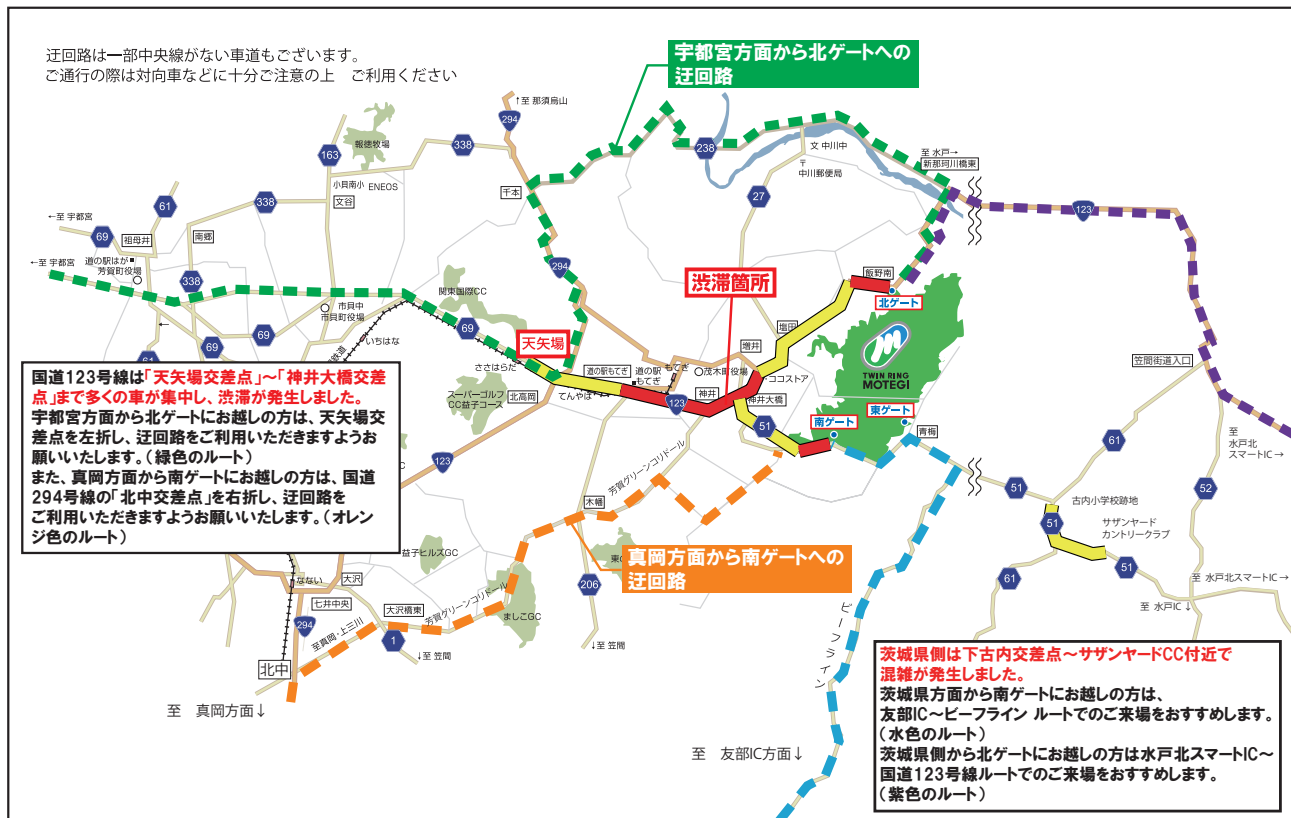 迂回路は一部中央線がない車道もございます。
ご通行の際は対向車などに十分ご注意の上　ご利用ください
宇都宮方面から北ゲートへの
迂回路
↑至 那須烏山
294
338
163
報徳牧場
小貝南小
ENEOS
文谷
千本
238
文 中川中
〒
中川郵便局
27
至 水戸→
新那珂川橋東
123
←至 宇都宮
61
69
祖母井
338
南郷
道の駅はが
芳賀町役場
←至 宇都宮
338
市貝中
市貝町役場
69
69
61
いちはな
関東国際CC
69
294
渋滞箇所
飯野南
北ゲート
塩田
増井
TWIN RING
MOTEGI
天矢場
ささはらだ
スーパーゴルフ
CC益子コース
北高岡
てんやば
道の駅もてぎ
道の駅
もてぎ
もてぎ
茂木町役場
ココストア
神井
神井大橋
123
51
南ゲート
東ゲート
青梅
笠間街道入口
至
水戸北
スマートIC→
61
52
51
古内小学校跡地
51
サザンヤード
カントリークラブ
51
61
至 水戸北スマートIC→
至 水戸IC↓
国道123号線は「天矢場交差点」～「神井大橋交差
点」まで多くの車が集中し、渋滞が発生しました。
宇都宮方面から北ゲートにお越しの方は、天矢場交
差点を左折し、迂回路をご利用いただきますようお
願いいたします。（緑色のルート）
また、真岡方面から南ゲートにお越しの方は、国道
294号線の「北中交差点」を右折し、迂回路を
ご利用いただきますようお願いいたします。（オレン
ジ色のルート）
123
芳賀グリーンコリドール
木幡
真岡方面から南ゲートへの
迂回路
益子ヒルズGC
206
↓至 笠間
なない
大沢
七井中央
大沢橋東
芳賀グリーンコリドール
ましこGC
294
至真岡・上三川
1
↓至 笠間
北中
至　真岡方面↓
ビーフライン
至　友部IC方面↓
茨城県側は下古内交差点～サザンヤードCC付近で
混雑が発生しました。
茨城県方面から南ゲートにお越しの方は、
友部IC～ビーフライン ルートでのご来場をおすすめします。
（水色のルート）
茨城県側から北ゲートにお越しの方は水戸北スマートIC～
国道123号線ルートでのご来場をおすすめします。
（紫色のルート）